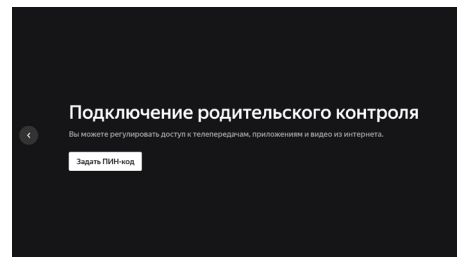 Подключение родительского контроля
Вы можете регулировать доступ к телепередачам, приложениям и видео из интернета.
Задать ПИН-код